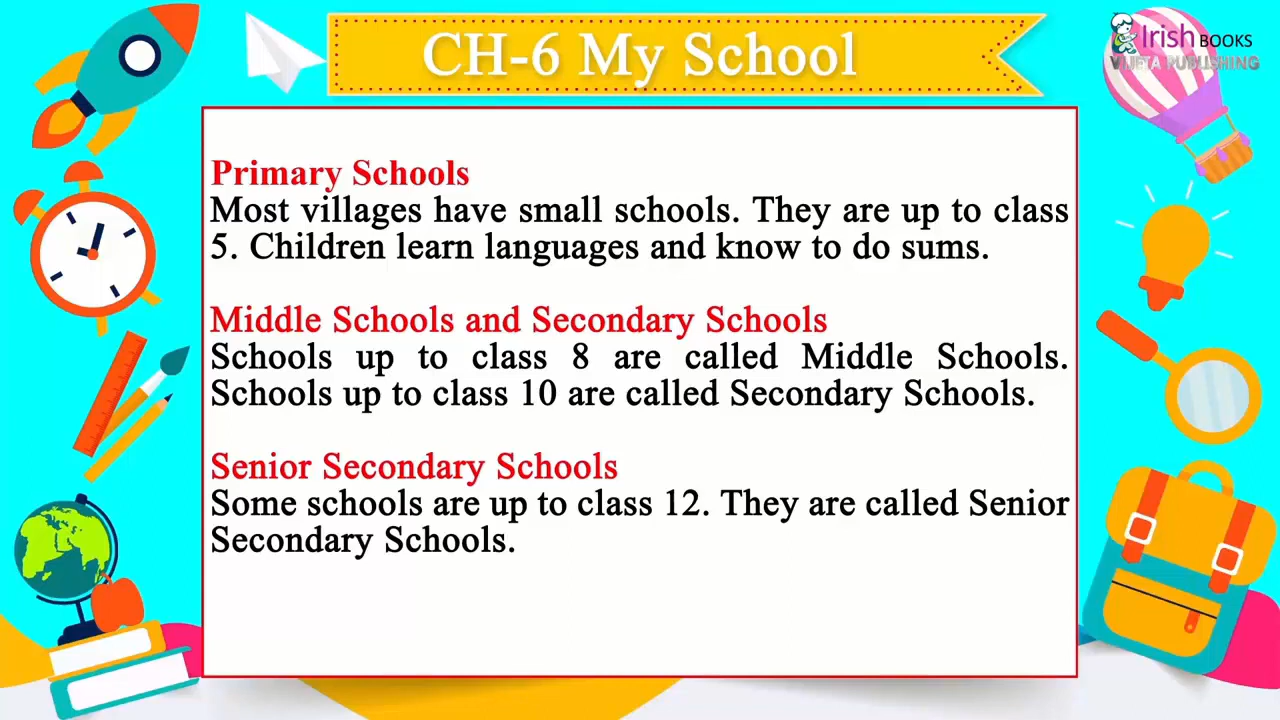 CH-6 My School
Irish BOOKS
VIJETA PUBLISHING
Primary Schools
Most villages have small schools. They are up to class
5. Children learn languages and know to do sums.
Middle Schools and Secondary Schools
Schools up to class 8 are called Middle Schools.
Schools up to class 10 are called Secondary Schools.
Senior Secondary Schools
Some schools are up to class 12. They are called Senior
Secondary Schools.